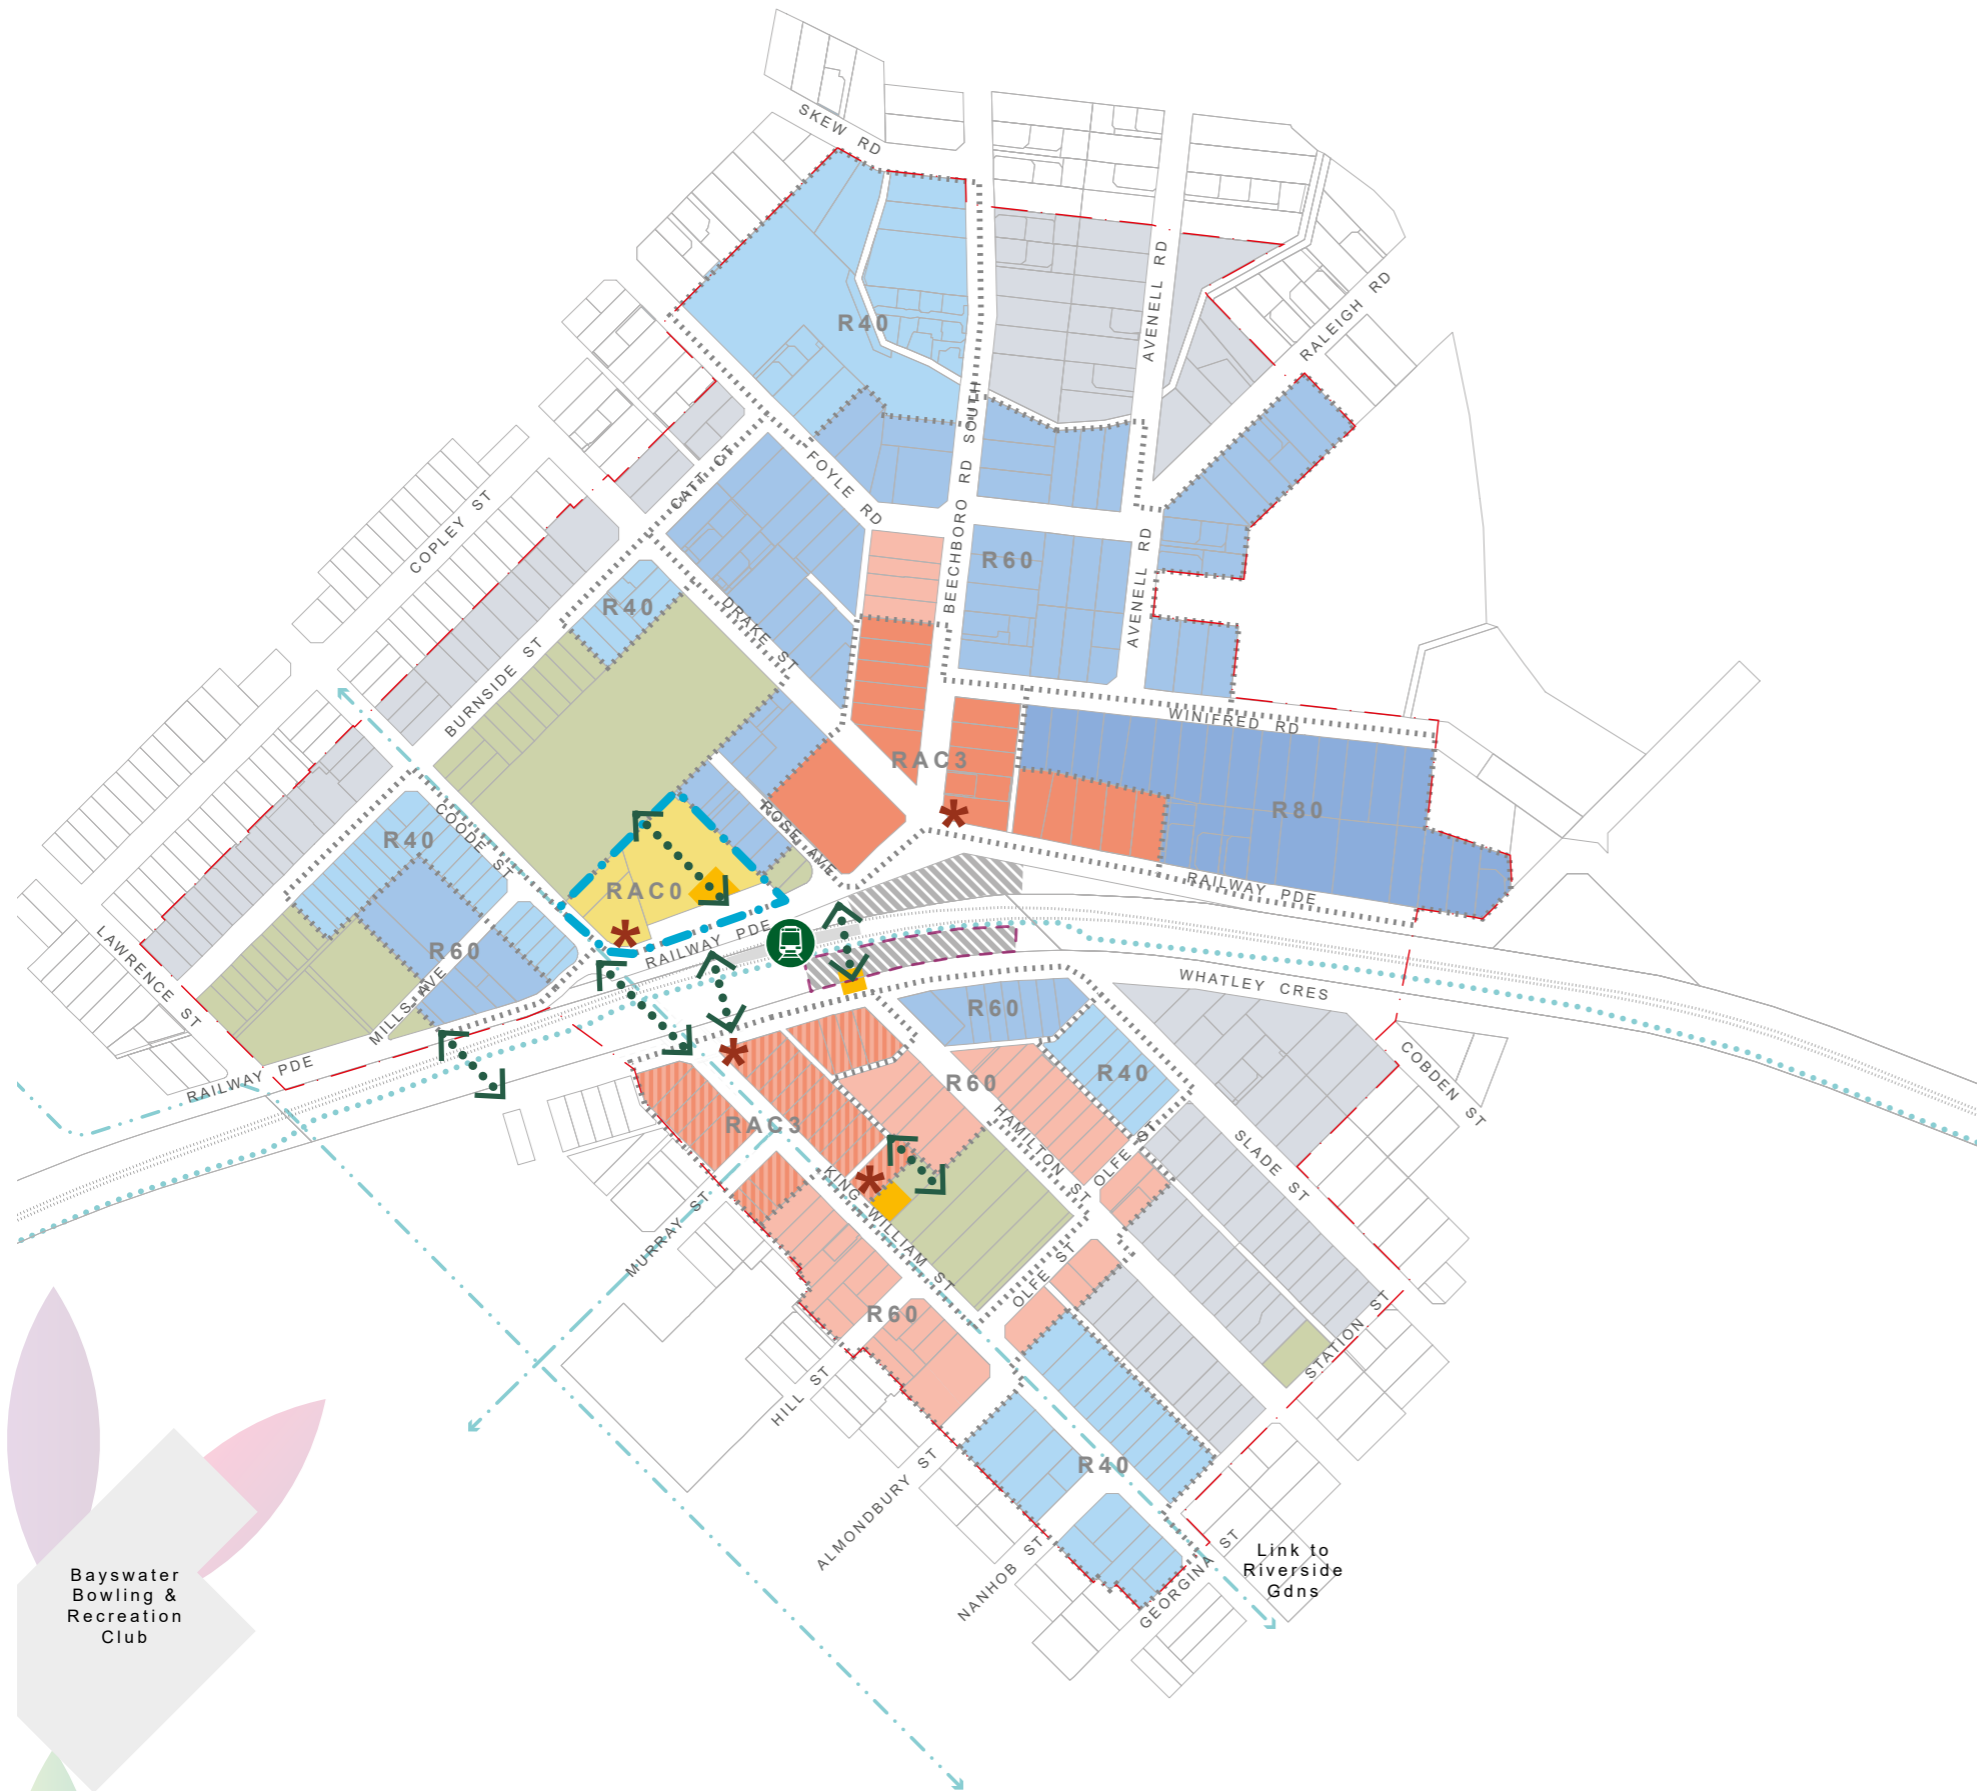 SKEW RD
AVENELL RD
RALEIGH RD
R40
BEECHBORO RD SOUTH
CATT CT
FOYLE RD
COPLEY ST
R60
AVENELL RD
R40
DRAKE ST
BURNSIDE ST
WINIFRED RD
RAC3
R80
COODE ST
R40
ROSE AVE
RAC0
RAILWAY PDE
LAWRENCE ST
R60
MILLS AVE
RAILWAY PDE
WHATLEY CRES
R60
COBDEN ST
RAILWAY PDE
R60
R40
RAC3
HAMILTON ST
OLFE ST
SLADE ST
KING WILLIAM ST
MURRAY ST
OLFE ST
R60
STATION ST
HILL ST
R40
ALMONDBURY ST
NANHOB ST
GEORGINA ST
Link to
Riverside
Gdns
Bayswater
Bowling &
Recreation
Club